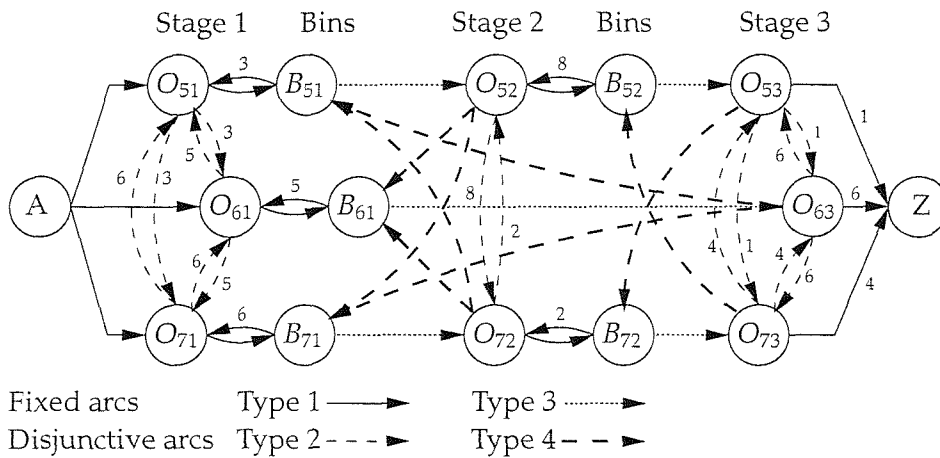 Stage 1 Bins Stage 2 Bins Stage 3
3 8
O51 B51 O52 B52 O53
3 1 1
5 6
6 3
A O61 5 B61 8 2 O63 6 Z
6 5 4 1 4 6 4
6 2
O71 B71 O72 B72 O73
Fixed arcs Type 1 Type 3
Disjunctive arcs Type 2 Type 4